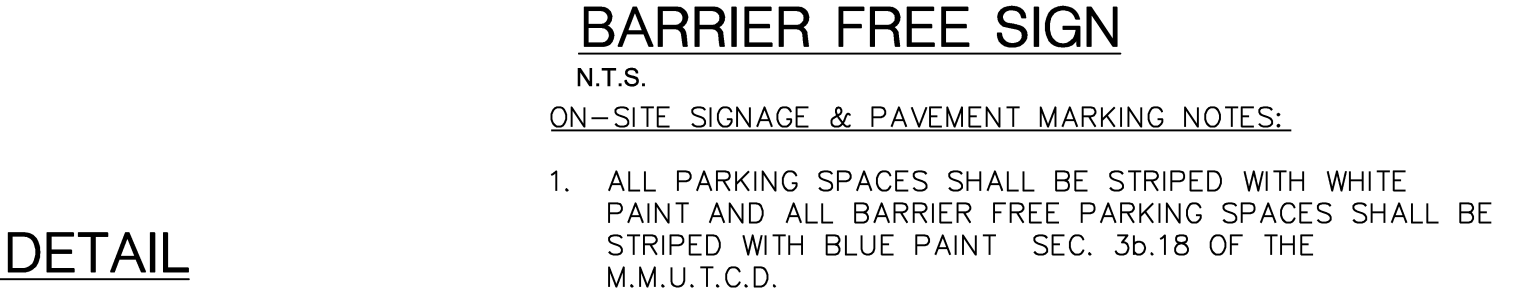 BARRIER FREE SIGN
N.T.S.
ON-SITE SIGNAGE & PAVEMENT MARKING NOTES:
1. ALL PARKING SPACES SHALL BE STRIPED WITH WHITE
PAINT AND ALL BARRIER FREE PARKING SPACES SHALL BE
STRIPED WITH BLUE PAINT SEC. 3b.18 OF THE
M.M.U.T.C.D.
DETAIL